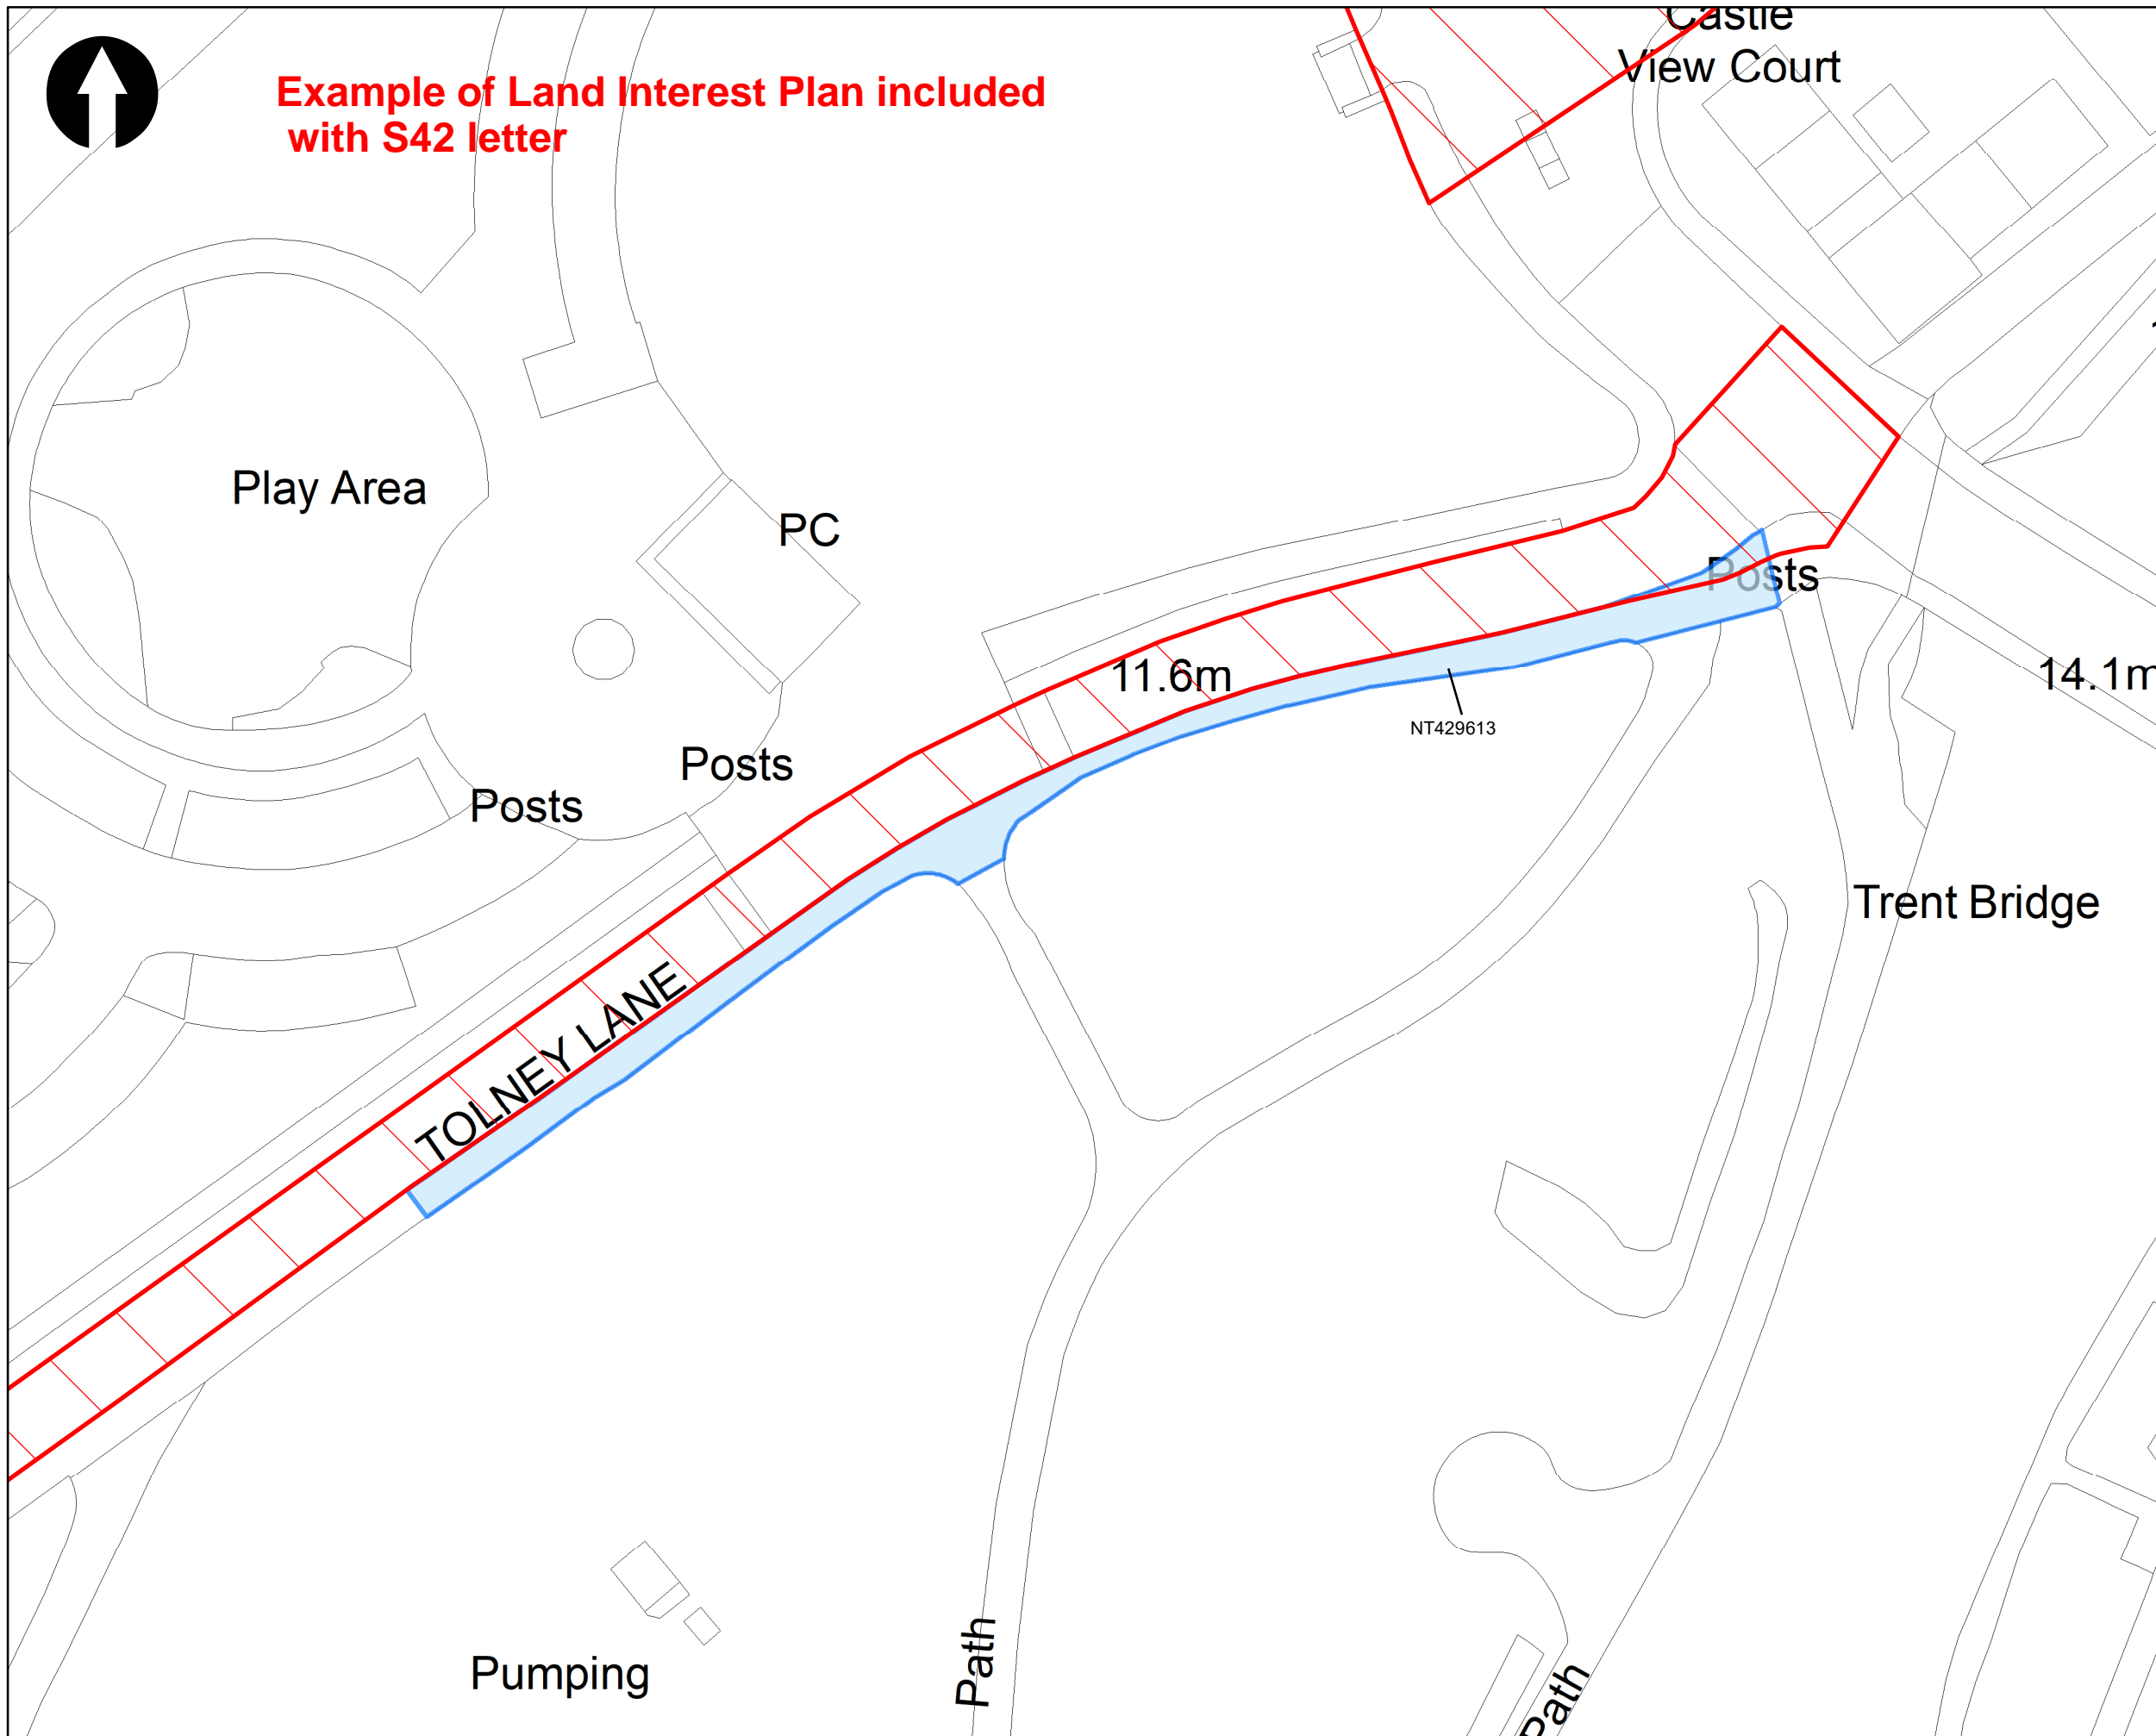 Castle
View Court
Example of Land Interest Plan included
with S42 letter
Play Area
PC
Posts
11.6m
14.1m
NT429613
Posts
Posts
Trent Bridge
TOLNEY LANE
Pumping
Path
Path